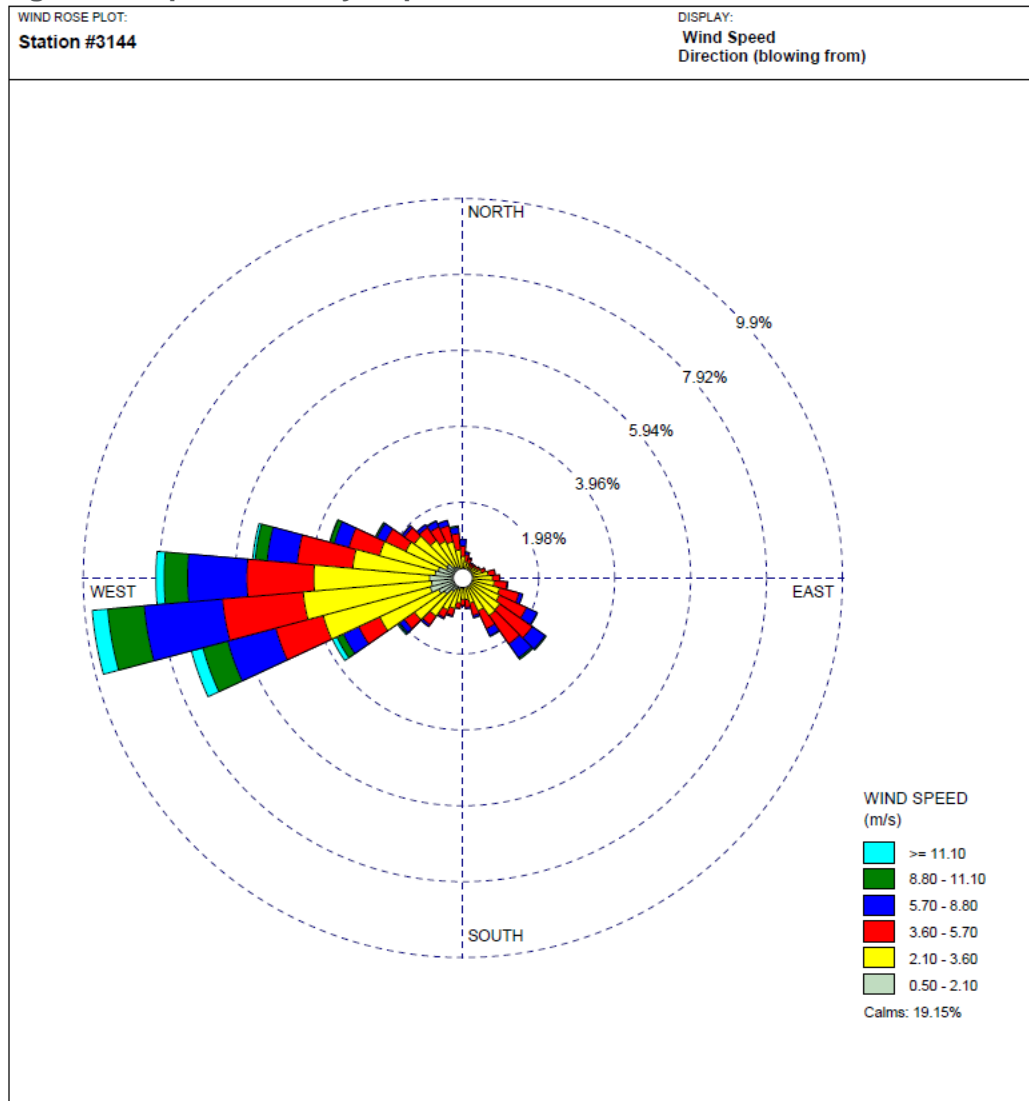 WIND ROSE PLOT:
Station #3144
DISPLAY:
Wind Speed
Direction (blowing from)
NORTH
9.9%
7.92%
5.94%
3.96%
1.98%
WEST
EAST
WIND SPEED
(m/s)
>= 11.10
8.80 - 11.10
5.70 - 8.80
3.60 - 5.70
2.10 - 3.60
0.50 - 2.10
Calms: 19.15%
SOUTH